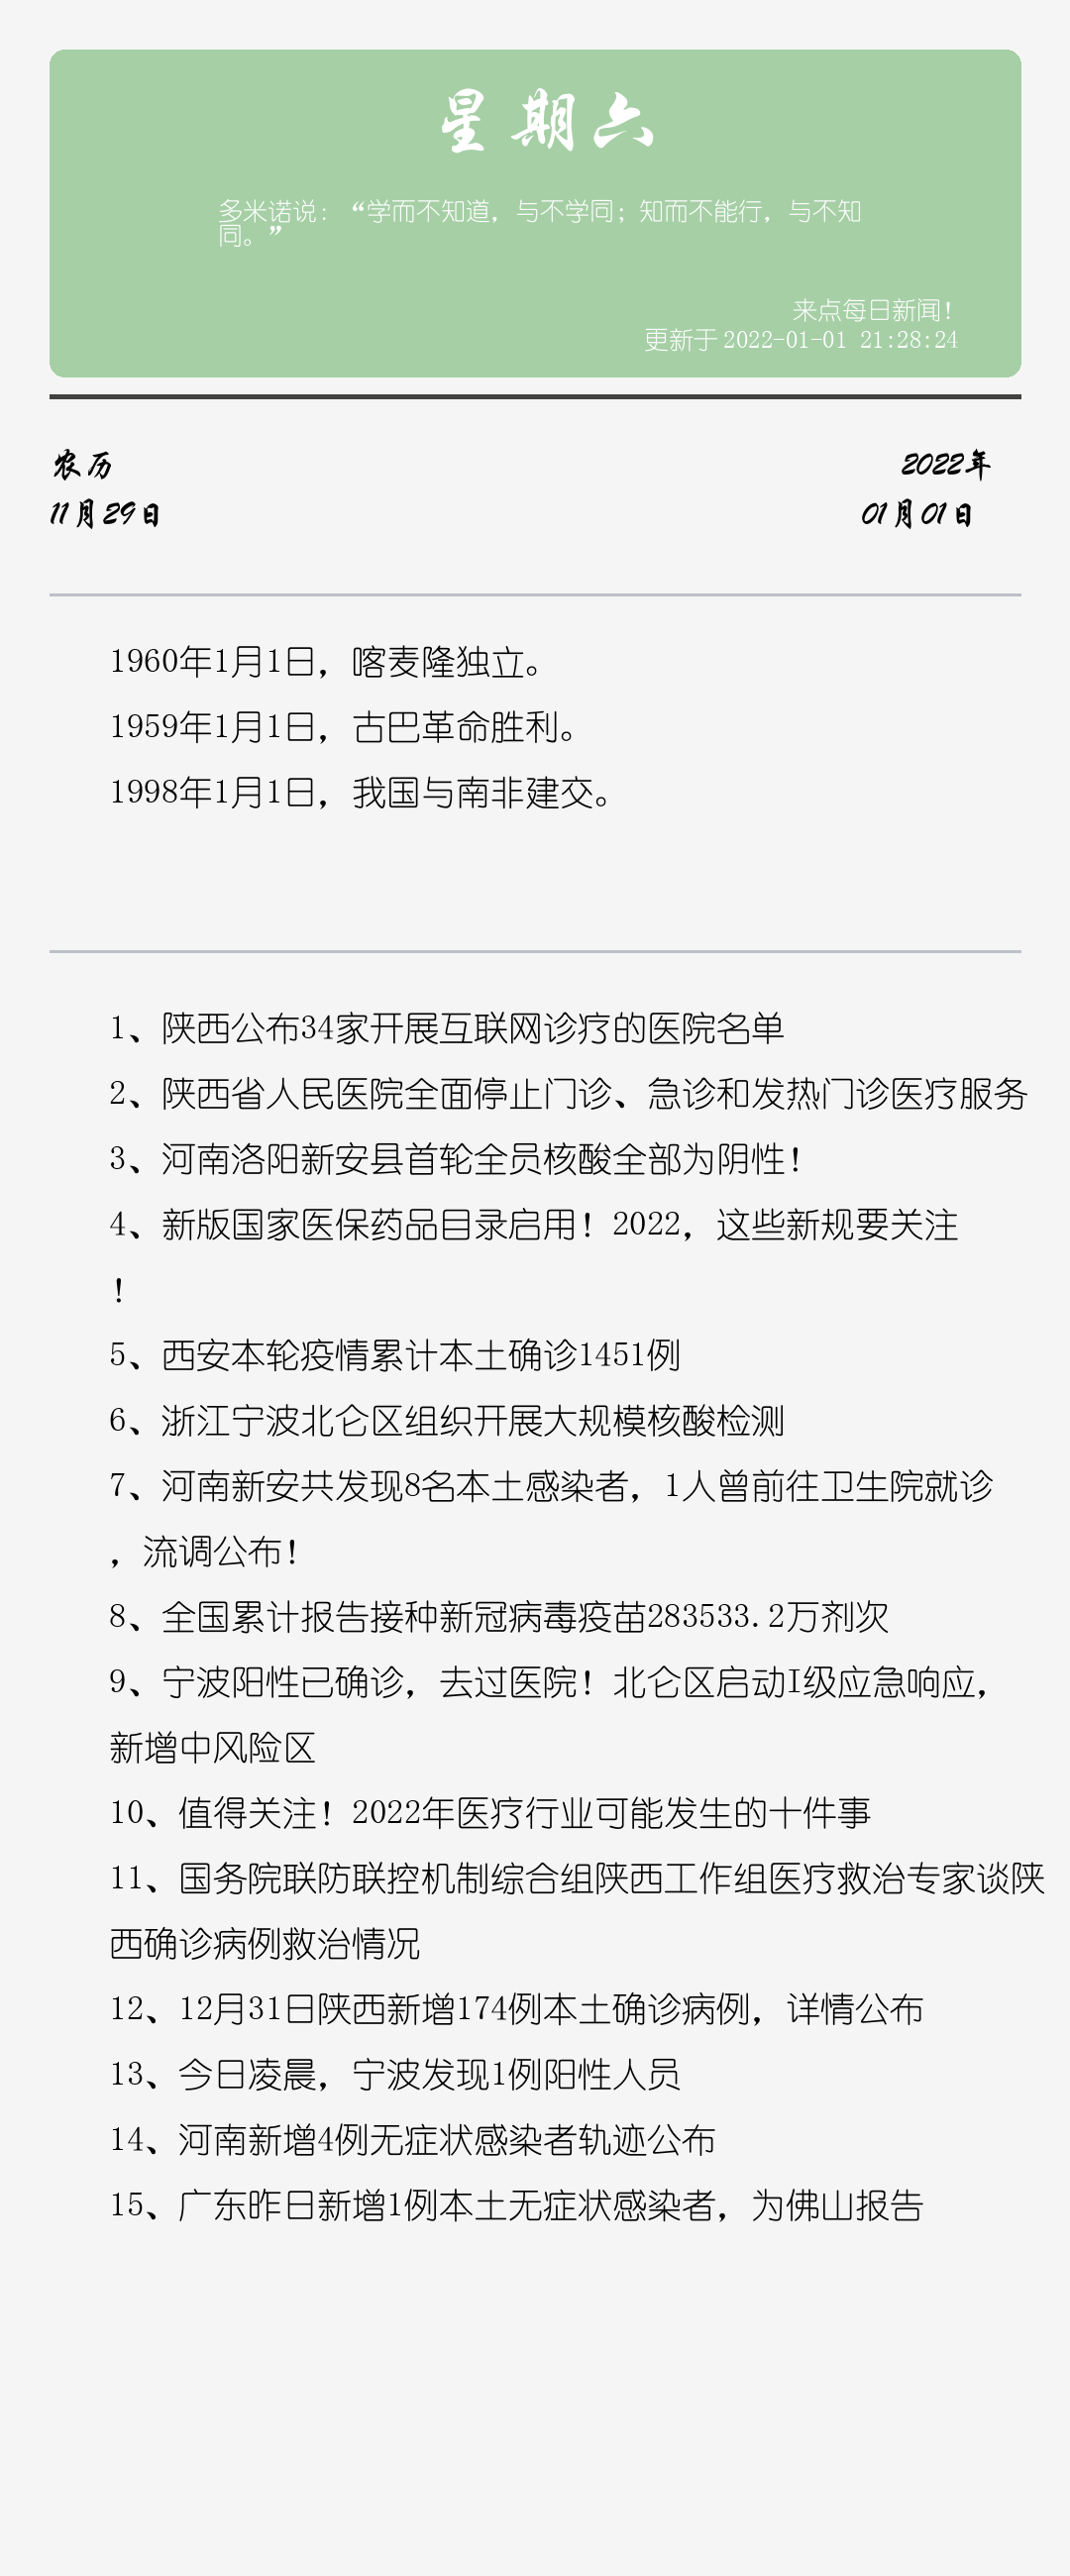 星期六
多米诺说：“学而不知道，与不学同；知而不能行，与不知
同。”
来点每日新闻！
更新于 2022-01-01 21:28:24
农历
2022年
11月29日
01月01日
1960年1月1日，喀麦隆独立。
1959年1月1日，古巴革命胜利。
1998年1月1日，我国与南非建交。
1、陕西公布34家开展互联网诊疗的医院名单
2、陕西省人民医院全面停止门诊、急诊和发热门诊医疗服务
3、河南洛阳新安县首轮全员核酸全部为阴性！
4、新版国家医保药品目录启用！2022，这些新规要关注
！
5、西安本轮疫情累计本土确诊1451例
6、浙江宁波北仑区组织开展大规模核酸检测
7、河南新安共发现8名本土感染者，1人曾前往卫生院就诊
，流调公布！
8、全国累计报告接种新冠病毒疫苗283533.2万剂次
9、宁波阳性已确诊，去过医院！北仑区启动I级应急响应，
新增中风险区
10、值得关注！2022年医疗行业可能发生的十件事
11、国务院联防联控机制综合组陕西工作组医疗救治专家谈陕
西确诊病例救治情况
12、12月31日陕西新增174例本土确诊病例，详情公布
13、今日凌晨，宁波发现1例阳性人员
14、河南新增4例无症状感染者轨迹公布
15、广东昨日新增1例本土无症状感染者，为佛山报告